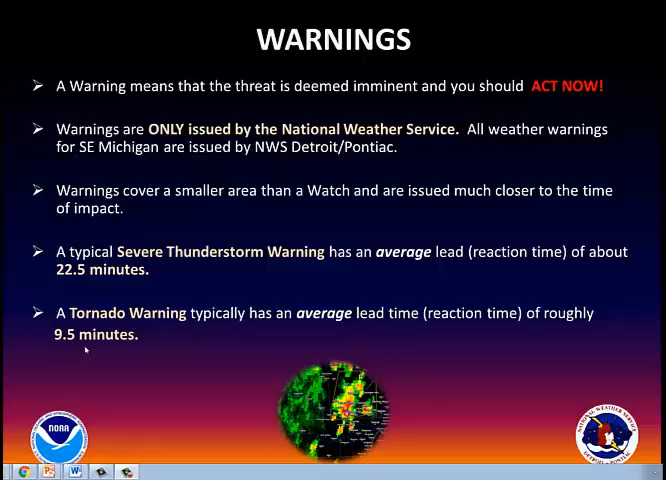 WARNINGS
A Warning means that the threat is deemed imminent and you should ACT NOW!
Warnings are ONLY issued by the National Weather Service. All weather warnings
for SE Michigan are issued by NWS Detroit/Pontiac.
Warnings cover a smaller area than a Watch and are issued much closer to the time
of impact.
A typical Severe Thunderstorm Warning has an average lead (reaction time) of about
22.5 minutes.
A Tornado Warning typically has an average lead time (reaction time) of roughly
9.5 minutes.
NOAA
NATIONAL WEATHER SERVICE
DETROIT - PONTIAC